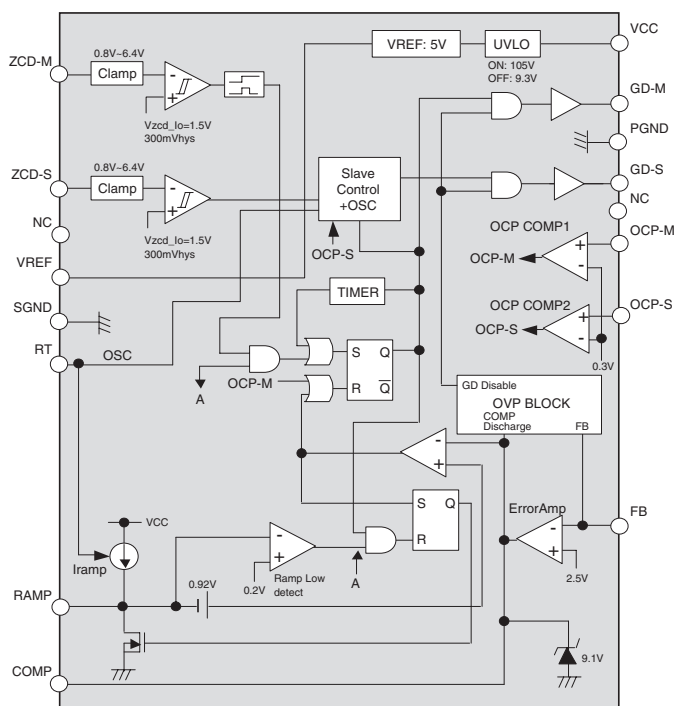 VCC
VREF: 5V
UVLO
ON: 105V
OFF: 9.3V
ZCD-M
0.8V~6.4V
Clamp
-
+
Vzcd_Io=1.5V
300mVhys
GD-M
PGND
ZCD-S
0.8V~6.4V
Clamp
-
+
Vzcd_Io=1.5V
300mVhys
Slave
Control
+OSC
OCP-S
GD-S
NC
NC
OCP COMP1
OCP-M
OCP-M
+
-
VREF
TIMER
OCP COMP2
OCP-S
OCP-S
+
-
0.3V
SGND
RT
OSC
A
OCP-M
S
Q
R
Q
GD Disable
OVP BLOCK
COMP
Discharge
FB
-
+
S
Q
R
ErrorAmp
-
+
2.5V
FB
VCC
Iramp
-
+
0.2V
Ramp Low
detect
A
0.92V
RAMP
COMP
9.1V